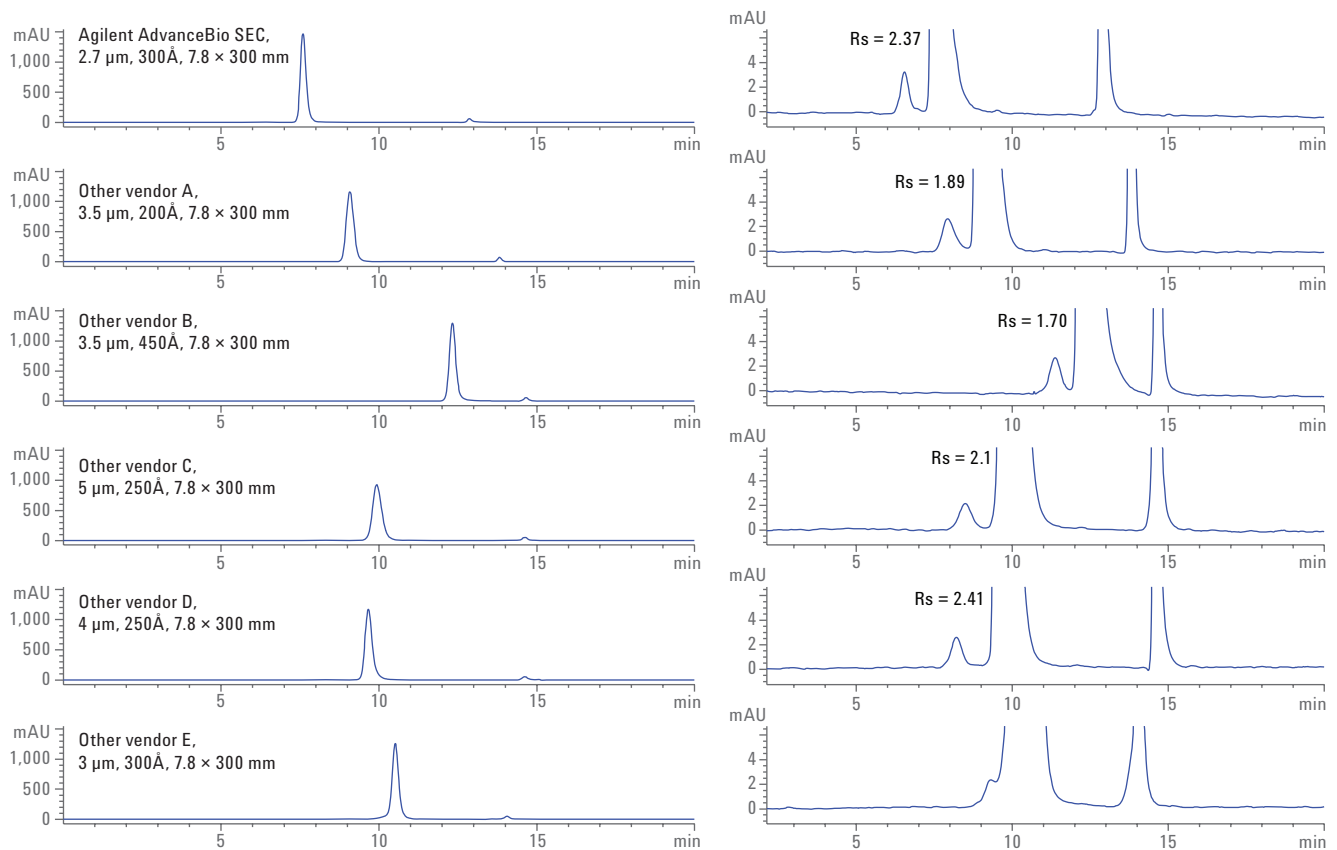 mAU
1,000
500
0
Agilent AdvanceBio SEC,
2.7 µm, 300Å, 7.8 × 300 mm
5
10
15
min
mAU
4
2
0
Rs = 2.37
5
10
15
min
mAU
1,000
500
0
Other vendor A,
3.5 µm, 200Å, 7.8 × 300 mm
5
10
15
min
mAU
4
2
0
Rs = 1.89
5
10
15
min
mAU
1,000
500
0
Other vendor B,
3.5 µm, 450Å, 7.8 × 300 mm
5
10
15
min
mAU
4
2
0
Rs = 1.70
5
10
15
min
mAU
1,000
500
0
Other vendor C,
5 µm, 250Å, 7.8 × 300 mm
5
10
15
min
mAU
4
2
0
Rs = 2.1
5
10
15
min
mAU
1,000
500
0
Other vendor D,
4 µm, 250Å, 7.8 × 300 mm
5
10
15
min
mAU
4
2
0
Rs = 2.41
5
10
15
min
mAU
1,000
500
0
Other vendor E,
3 µm, 300Å, 7.8 × 300 mm
5
10
15
min
mAU
4
2
0
5
10
15
min